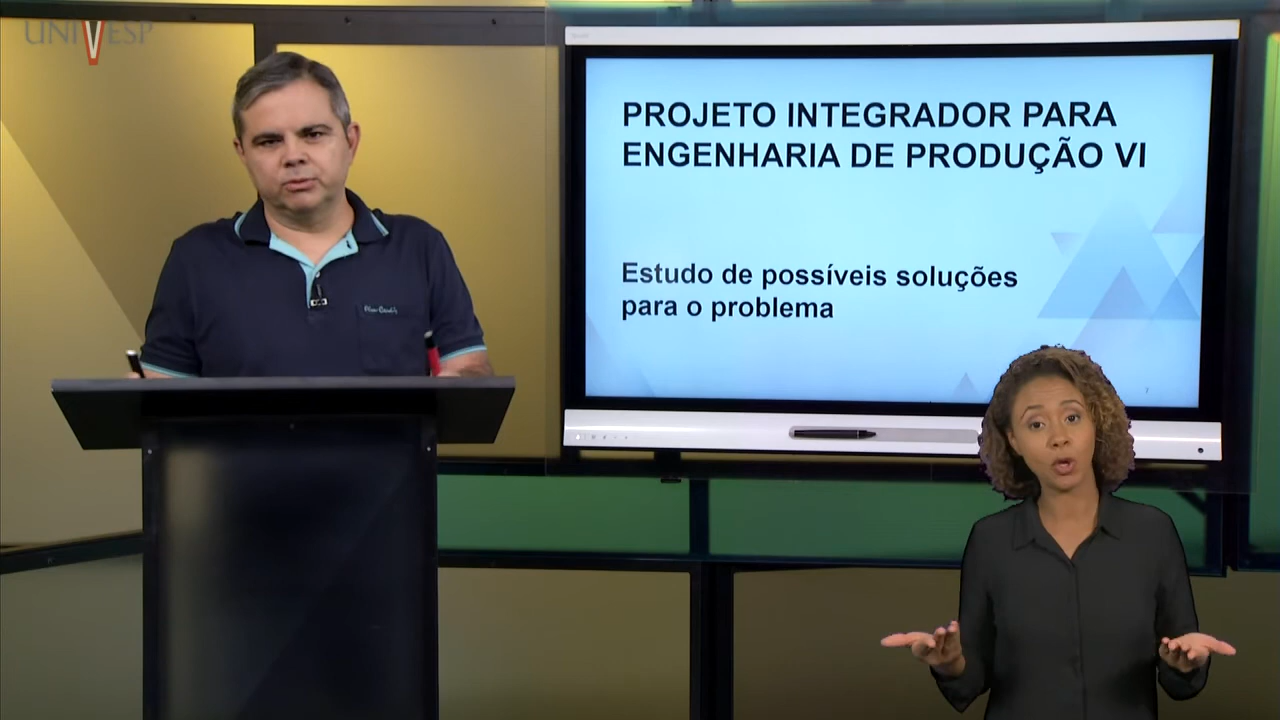 UNIVESP
PROJETO INTEGRADOR PARA
ENGENHARIA DE PRODUÇÃO VI
Estudo de possíveis soluções
para o problema